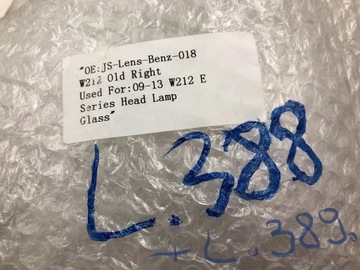 "OE:JS-Lens-Benz-018
W212 Old Right
Used For:09-13 W212 E
Series Head Lamp
Glass"
L.388
+L.389.